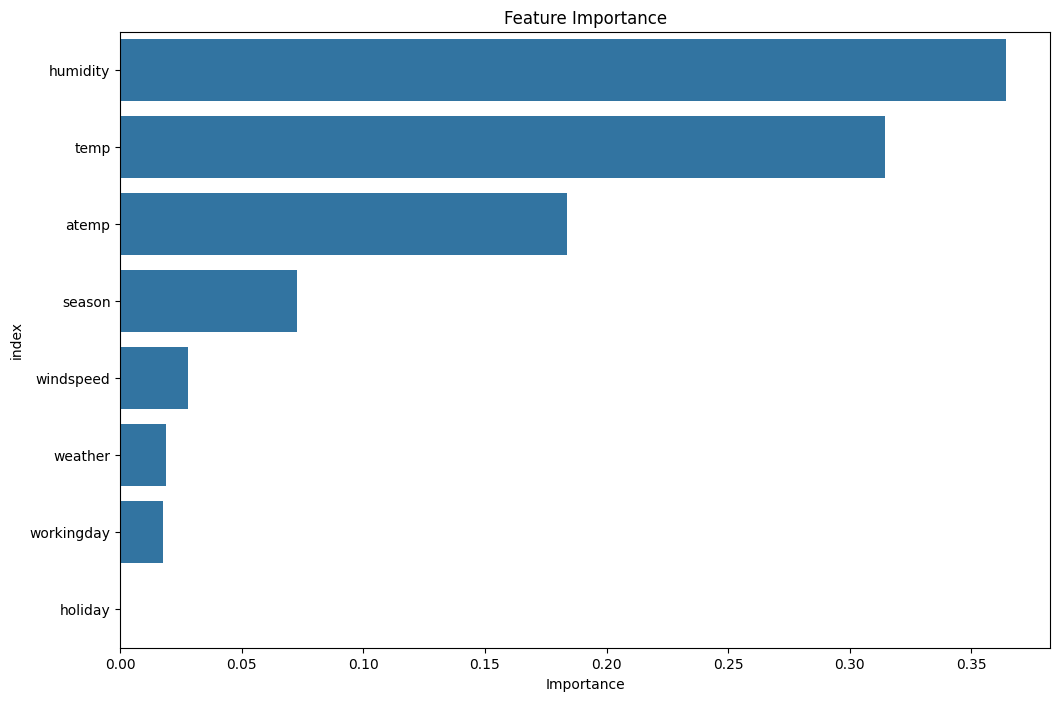 Feature Importance
humidity
temp
atemp
season
windspeed
weather
workingday
holiday
index
0.00 0.05 0.10 0.15 0.20 0.25 0.30 0.35
Importance